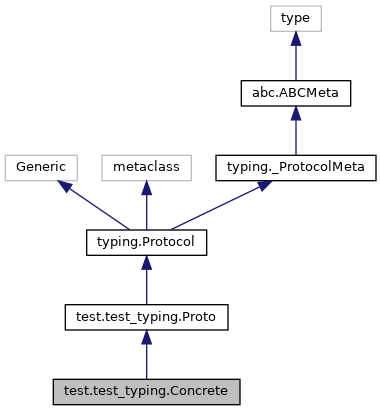 type
abc.ABCMeta
Generic
metaclass
typing._ProtocolMeta
typing.Protocol
test.test_typing.Proto
test.test_typing.Concrete